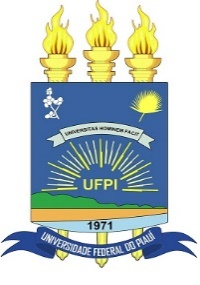 UNIVERSITAS HOMINEM FACIT
UFPI
1971
UNIVERSIDADE FEDERAL DO PIAUÍ